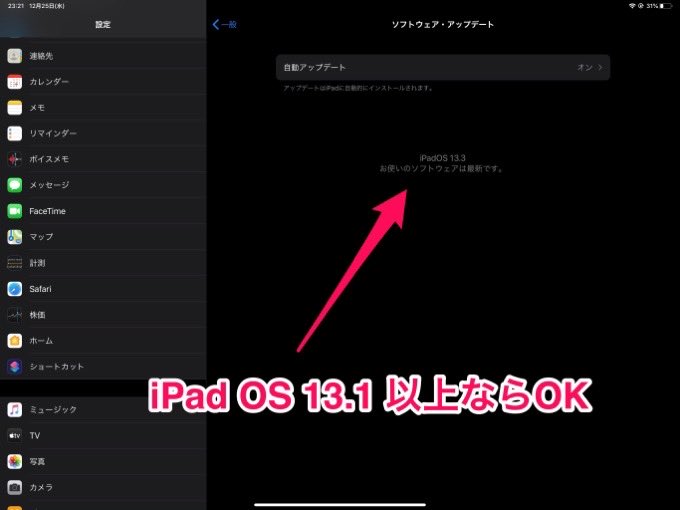 23:21 12月25日(水)
31%
設定
連絡先
カレンダー
メモ
リマインダー
ボイスメモ
メッセージ
FaceTime
マップ
計測
Safari
株価
ホーム
ショートカット
ミュージック
TV
写真
カメラ
一般
ソフトウェア・アップデート
自動アップデート オン
アップデートはiPadに自動的にインストールされます。
iPadOS 13.3
お使いのソフトウェアは最新です。
iPad OS 13.1 以上ならOK